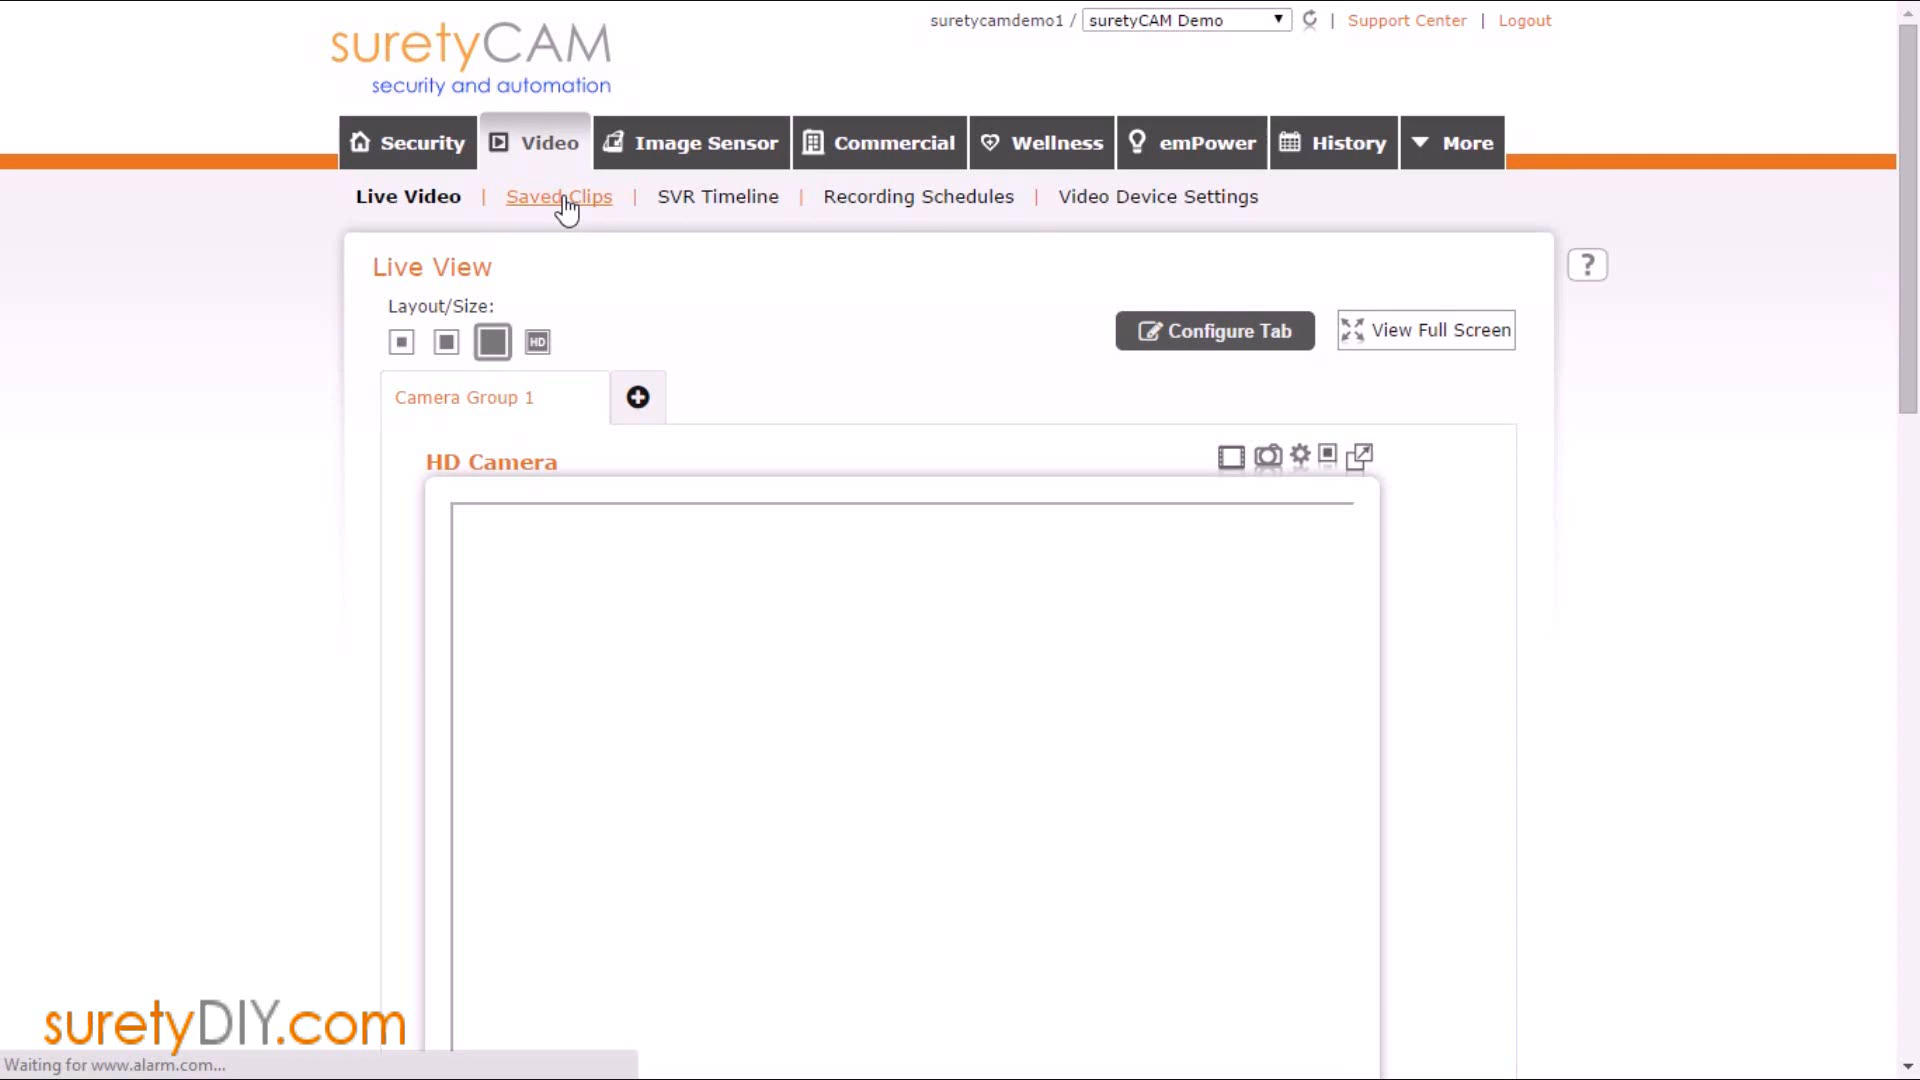 suretyCAM
security and automation
suretycamdemo1 / suretyCAM Demo | Support Center | Logout
Security Video Image Sensor Commercial Wellness emPower History More
Live Video | Saved Clips | SVR Timeline | Recording Schedules | Video Device Settings
Live View
?
Layout/Size:
HD
Configure Tab
View Full Screen
Camera Group 1
HD Camera
suretyDIY.com
Waiting for www.alarm.com...